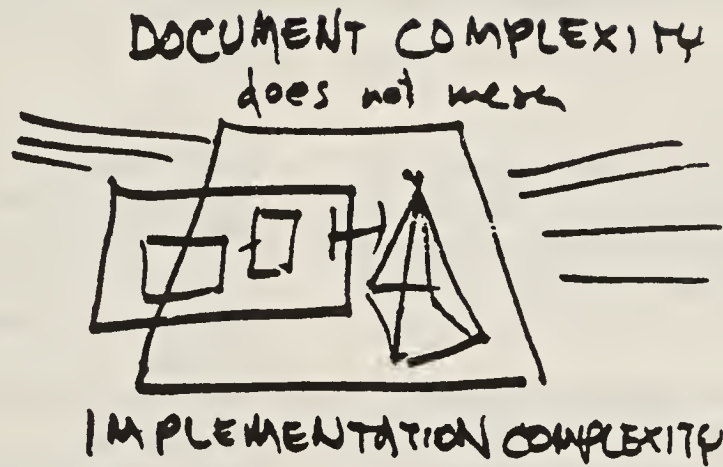 DOCUMENT COMPLEXITY
does not mean
IMPLEMENTATION COMPLEXITY